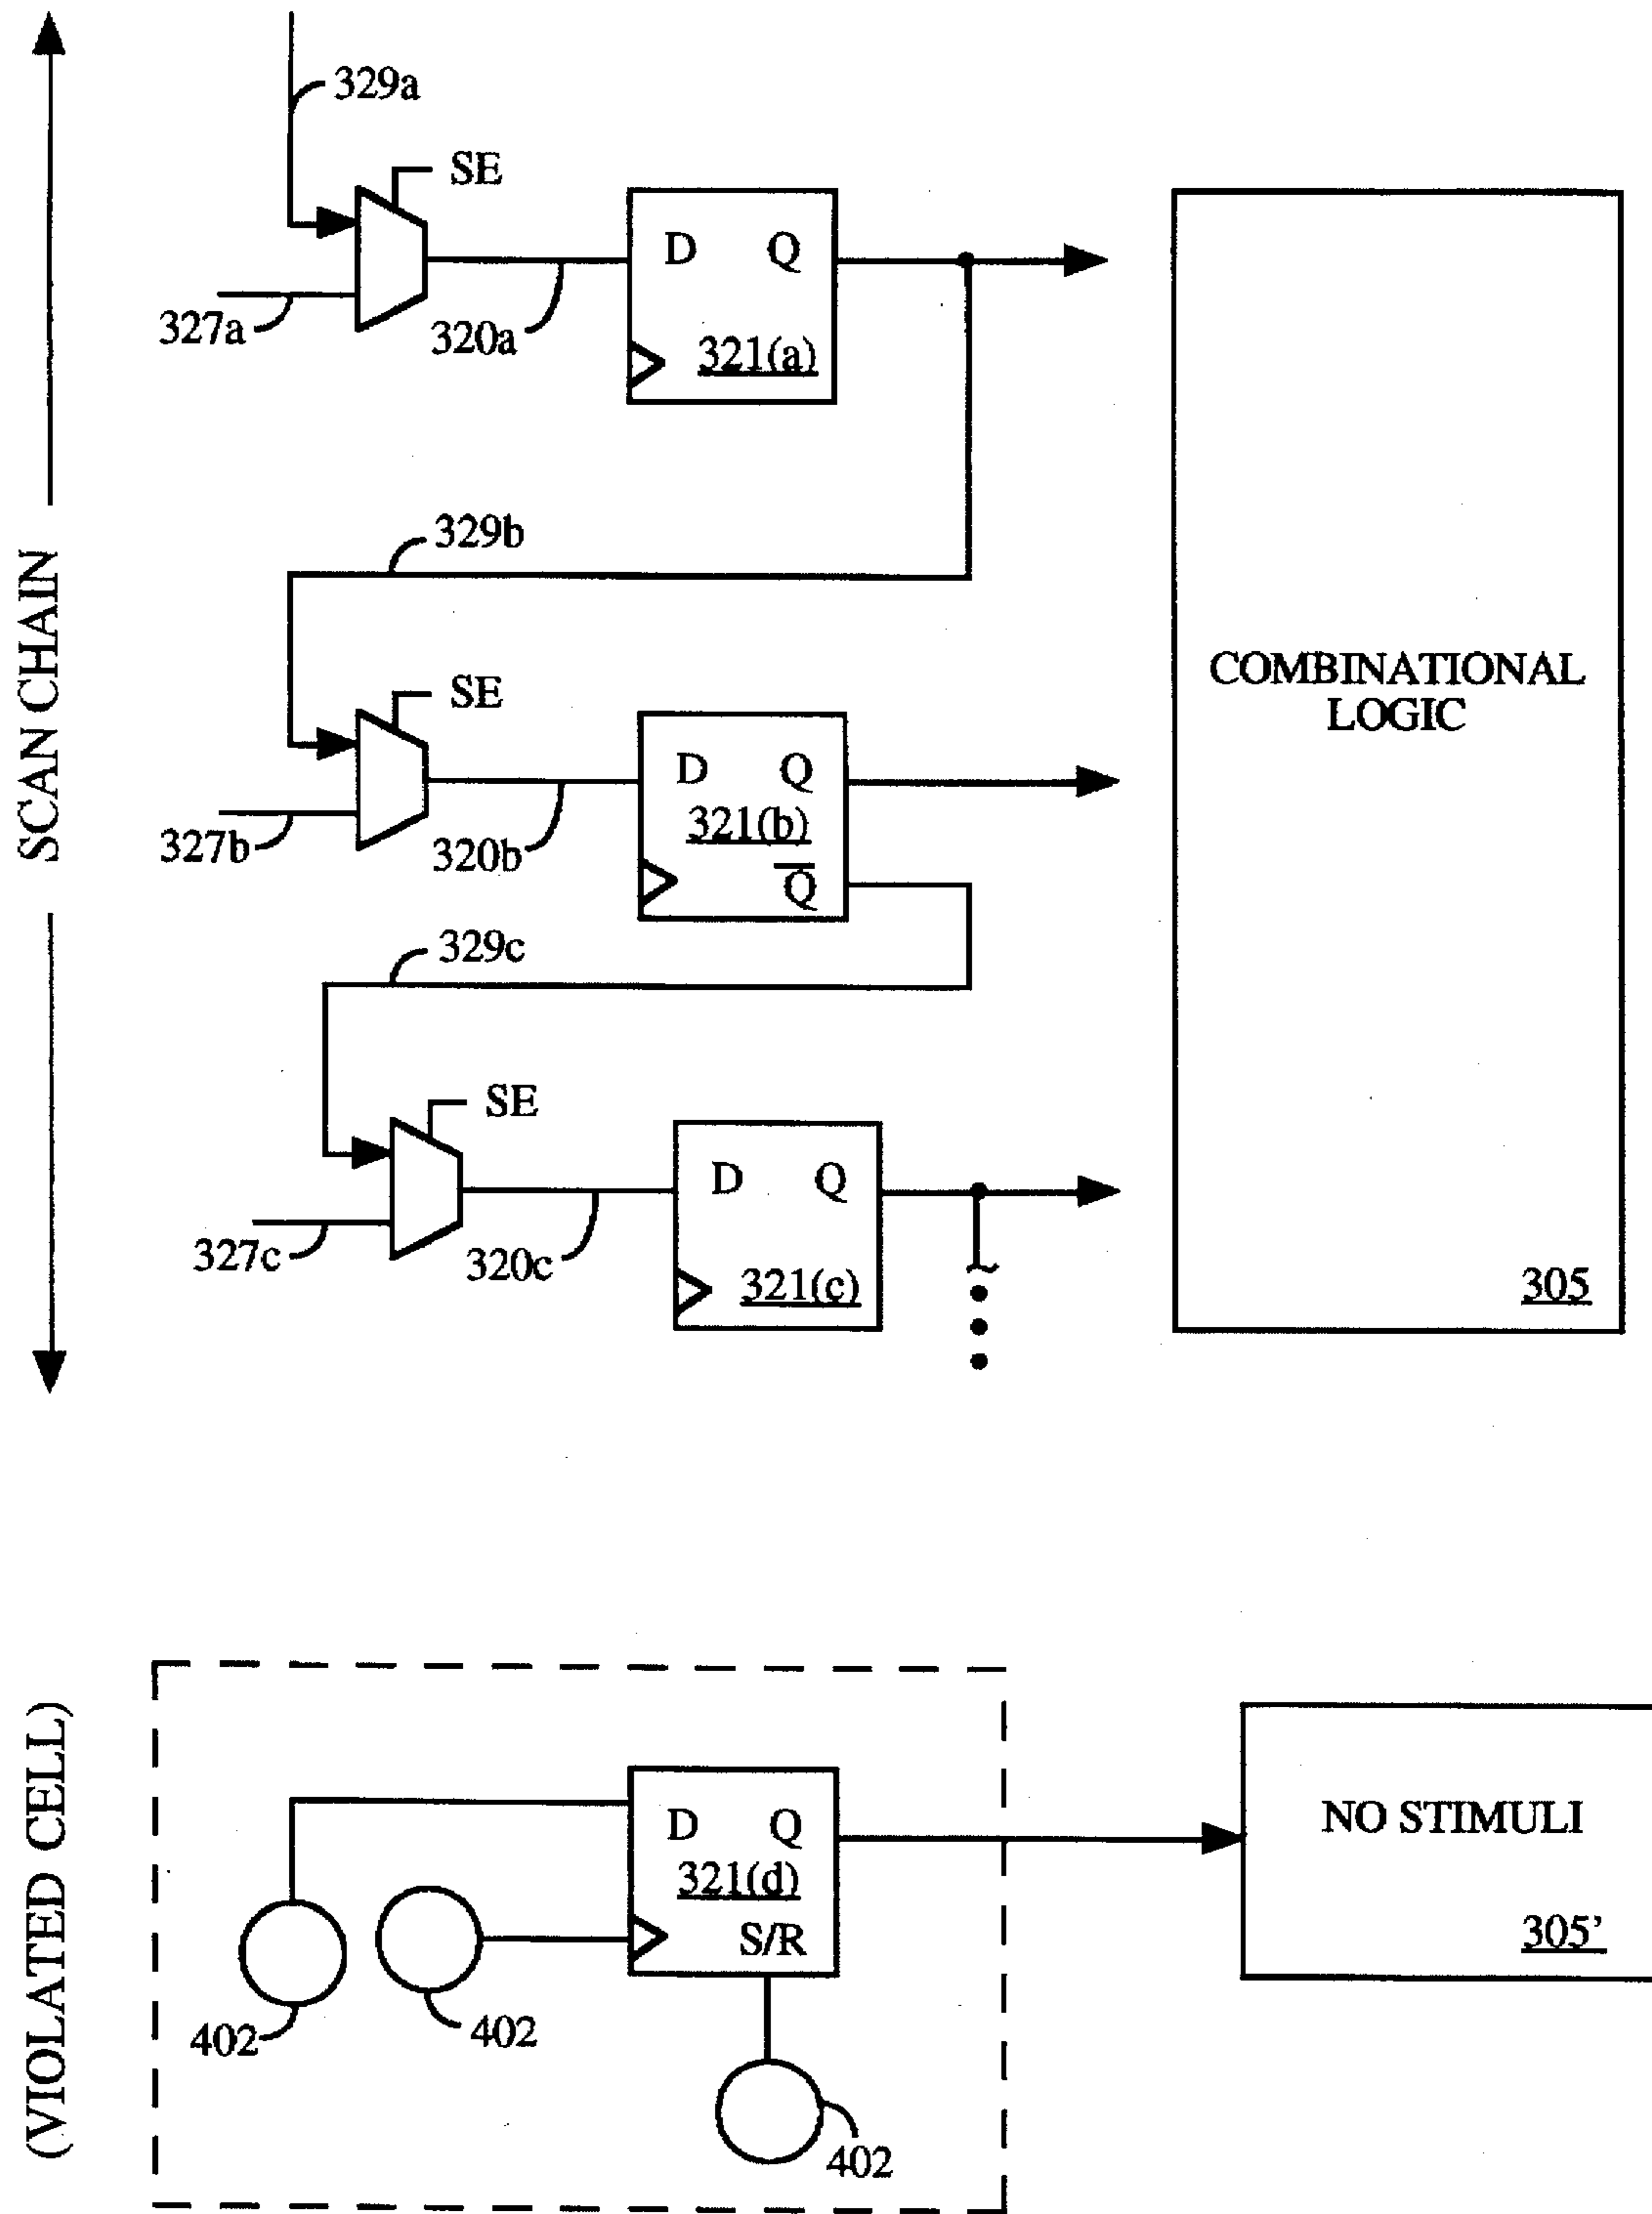 SCAN CHAIN
329a
SE
327a
320a
D Q
321(a)
329b
SE
327b
320b
D Q
321(b)
Q̅
329c
SE
327c
320c
D Q
321(c)
COMBINATIONAL
LOGIC
305
(VIOLATED CELL)
D Q
321(d)
S/R
402
402
402
NO STIMULI
305'